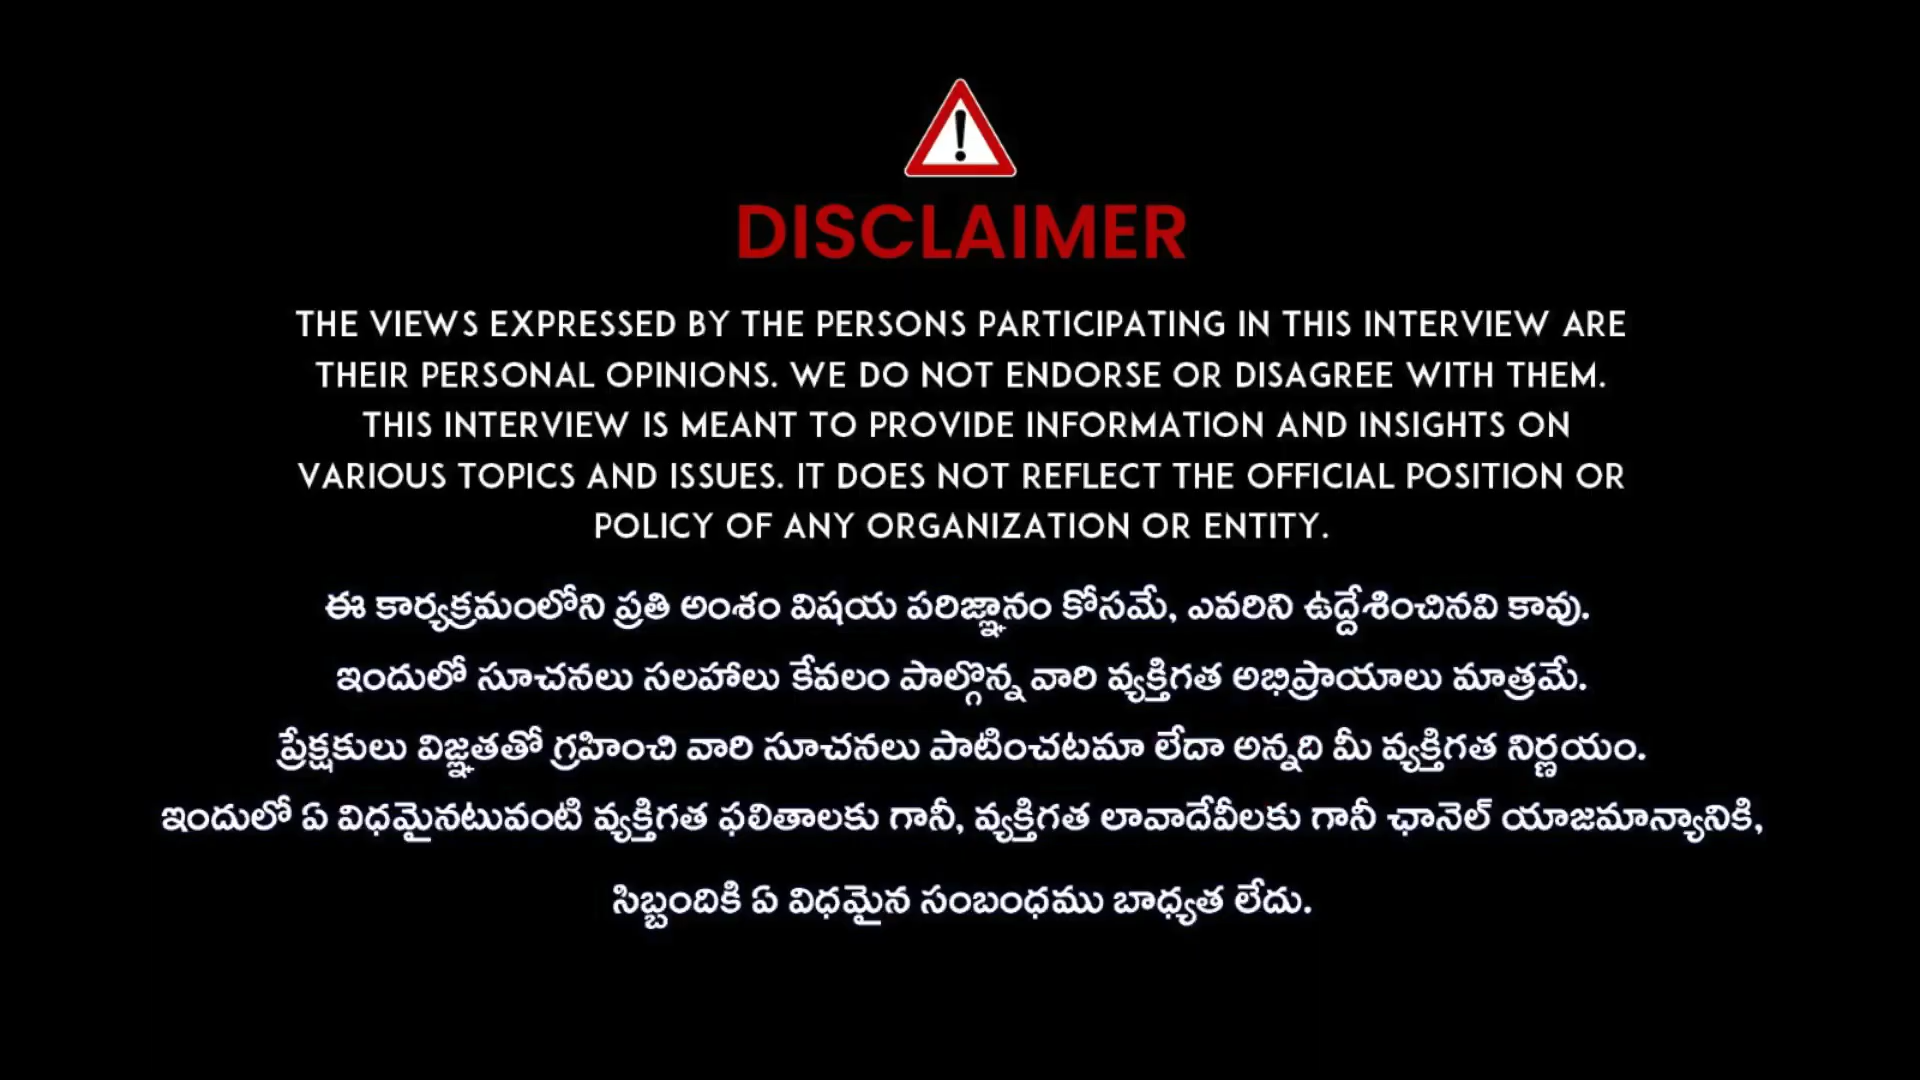 DISCLAIMER
THE VIEWS EXPRESSED BY THE PERSONS PARTICIPATING IN THIS INTERVIEW ARE
THEIR PERSONAL OPINIONS. WE DO NOT ENDORSE OR DISAGREE WITH THEM.
THIS INTERVIEW IS MEANT TO PROVIDE INFORMATION AND INSIGHTS ON
VARIOUS TOPICS AND ISSUES. IT DOES NOT REFLECT THE OFFICIAL POSITION OR
POLICY OF ANY ORGANIZATION OR ENTITY.
ఈ కార్యక్రమంలోని ప్రతి అంశం విషయ పరిజ్ఞానం కోసమే, ఎవరిని ఉద్దేశించినవి కావు.
ఇందులో సూచనలు సలహాలు కేవలం పాల్గొన్న వారి వ్యక్తిగత అభిప్రాయాలు మాత్రమే.
ప్రేక్షకులు విజ్ఞతతో గ్రహించి వారి సూచనలు పాటించటమా లేదా అన్నది మీ వ్యక్తిగత నిర్ణయం.
ఇందులో ఏ విధమైనటువంటి వ్యక్తిగత ఫలితాలకు గానీ, వ్యక్తిగత లావాదేవీలకు గానీ ఛానెల్ యాజమాన్యానికి,
సిబ్బందికి ఏ విధమైన సంబంధము బాధ్యత లేదు.